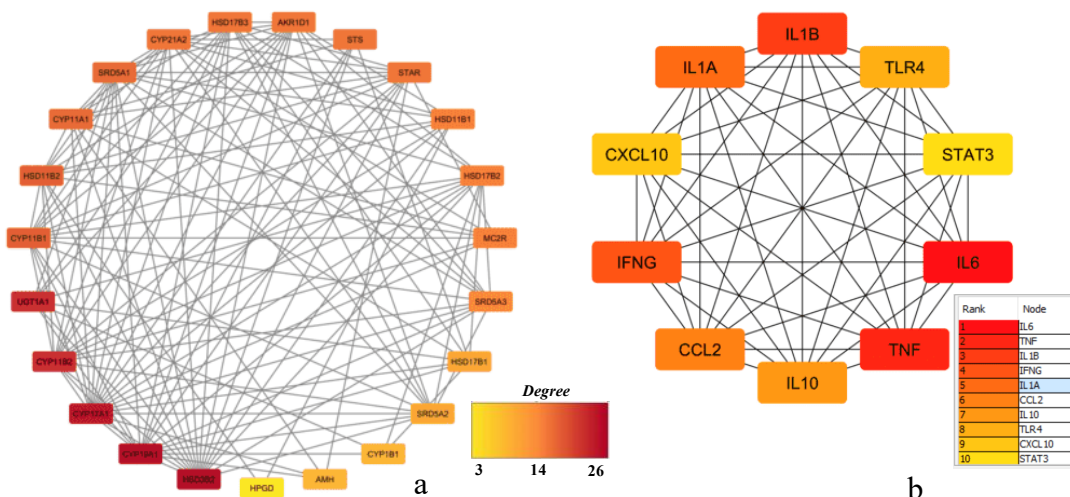 HSD17B3
AKR1D1
CYP21A2
STS
SRD5A1
STAR
CYP11A1
HSD11B1
HSD11B2
HSD17B2
CYP11B1
MC2R
UGT1A1
SRD5A3
CYP11B2
HSD17B1
CYP17A1
SRD5A2
CYP19A1
CYP1B1
HSD3B2
HPGD
AMH
Degree
3 14 26
a
IL1B
IL1A
TLR4
CXCL10
STAT3
IFNG
IL6
CCL2
TNF
IL10
Rank Node
1 IL6
2 TNF
3 IL1B
4 IFNG
5 IL1A
6 CCL2
7 IL10
8 TLR4
9 CXCL10
10 STAT3
b